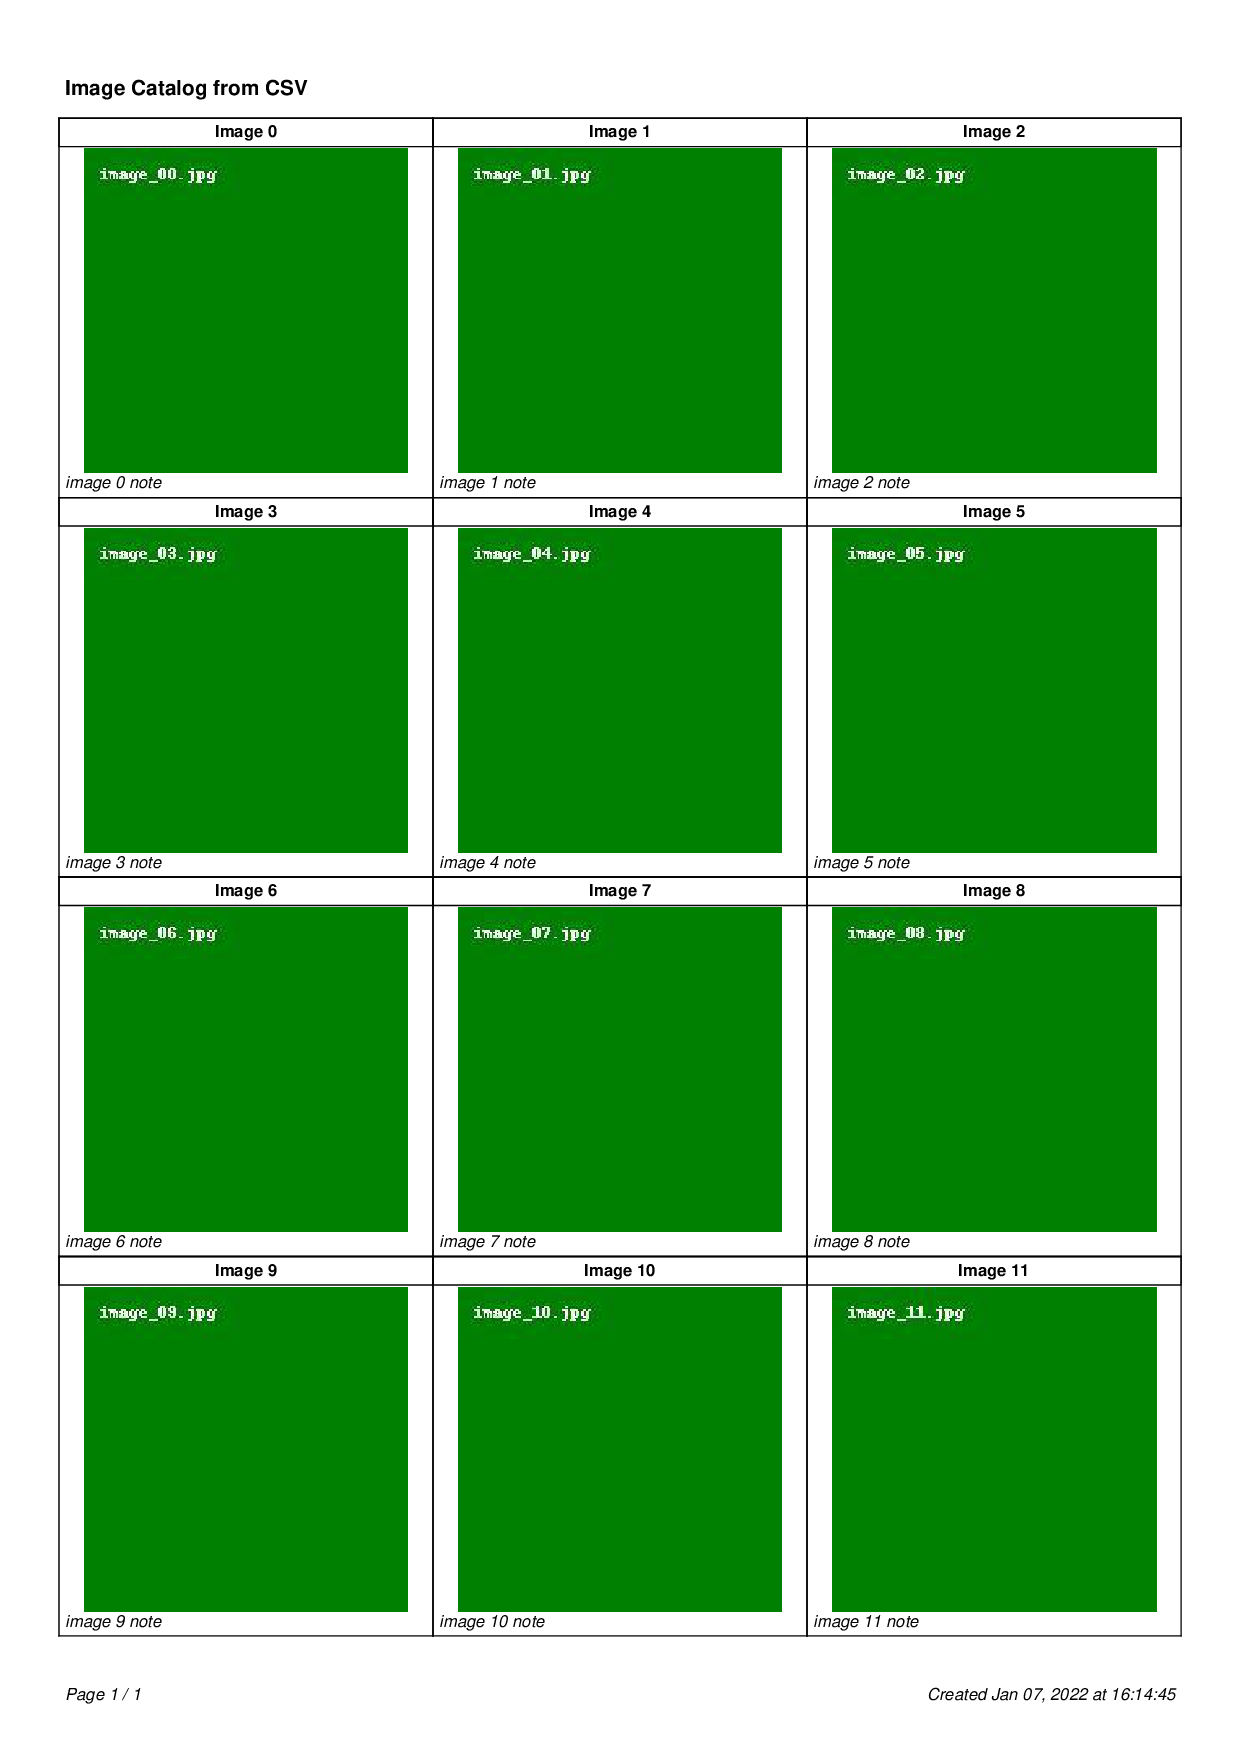 Image Catalog from CSV
Image 0 Image 1 Image 2
image_00.jpg image_01.jpg image_02.jpg
image 0 note image 1 note image 2 note
Image 3 Image 4 Image 5
image_03.jpg image_04.jpg image_05.jpg
image 3 note image 4 note image 5 note
Image 6 Image 7 Image 8
image_06.jpg image_07.jpg image_08.jpg
image 6 note image 7 note image 8 note
Image 9 Image 10 Image 11
image_09.jpg image_10.jpg image_11.jpg
image 9 note image 10 note image 11 note
Page 1 / 1 Created Jan 07, 2022 at 16:14:45